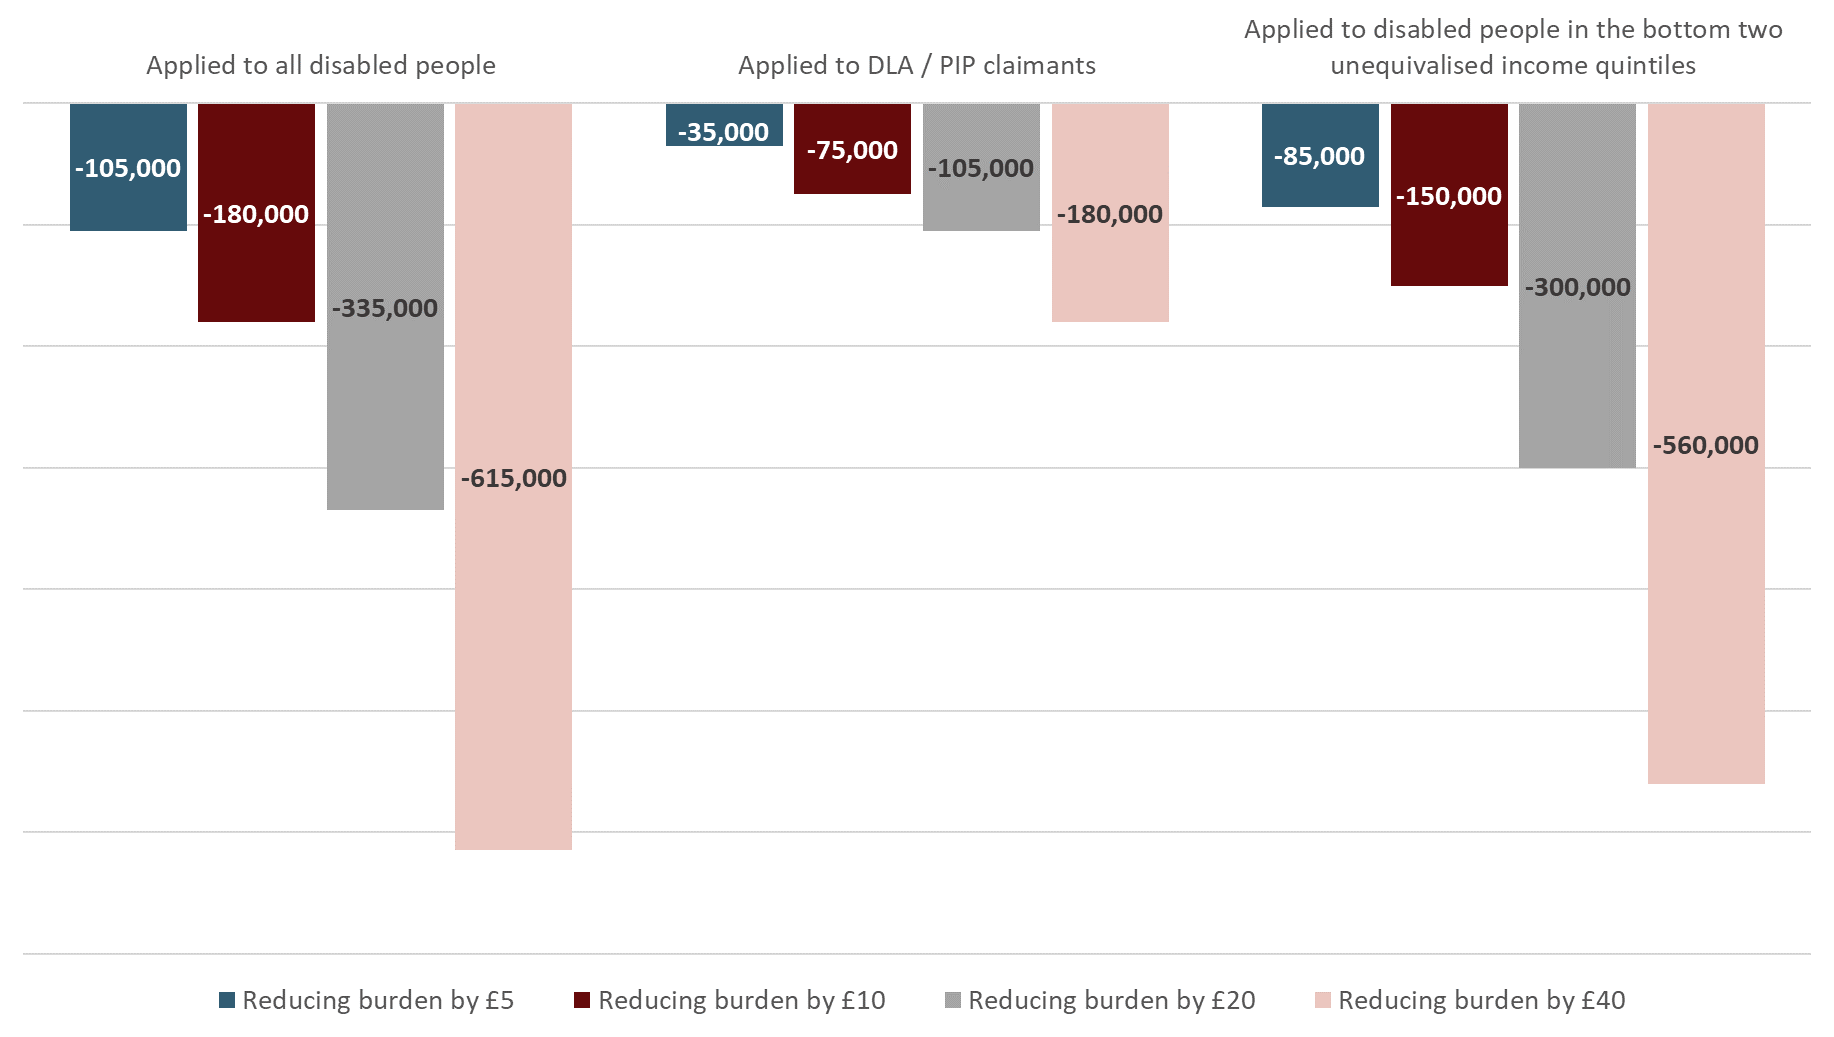 Applied to all disabled people
Applied to DLA / PIP claimants
Applied to disabled people in the bottom two
unequivalised income quintiles
-105,000
-180,000
-335,000
-615,000
-35,000
-75,000
-105,000
-180,000
-85,000
-150,000
-300,000
-560,000
Reducing burden by £5
Reducing burden by £10
Reducing burden by £20
Reducing burden by £40